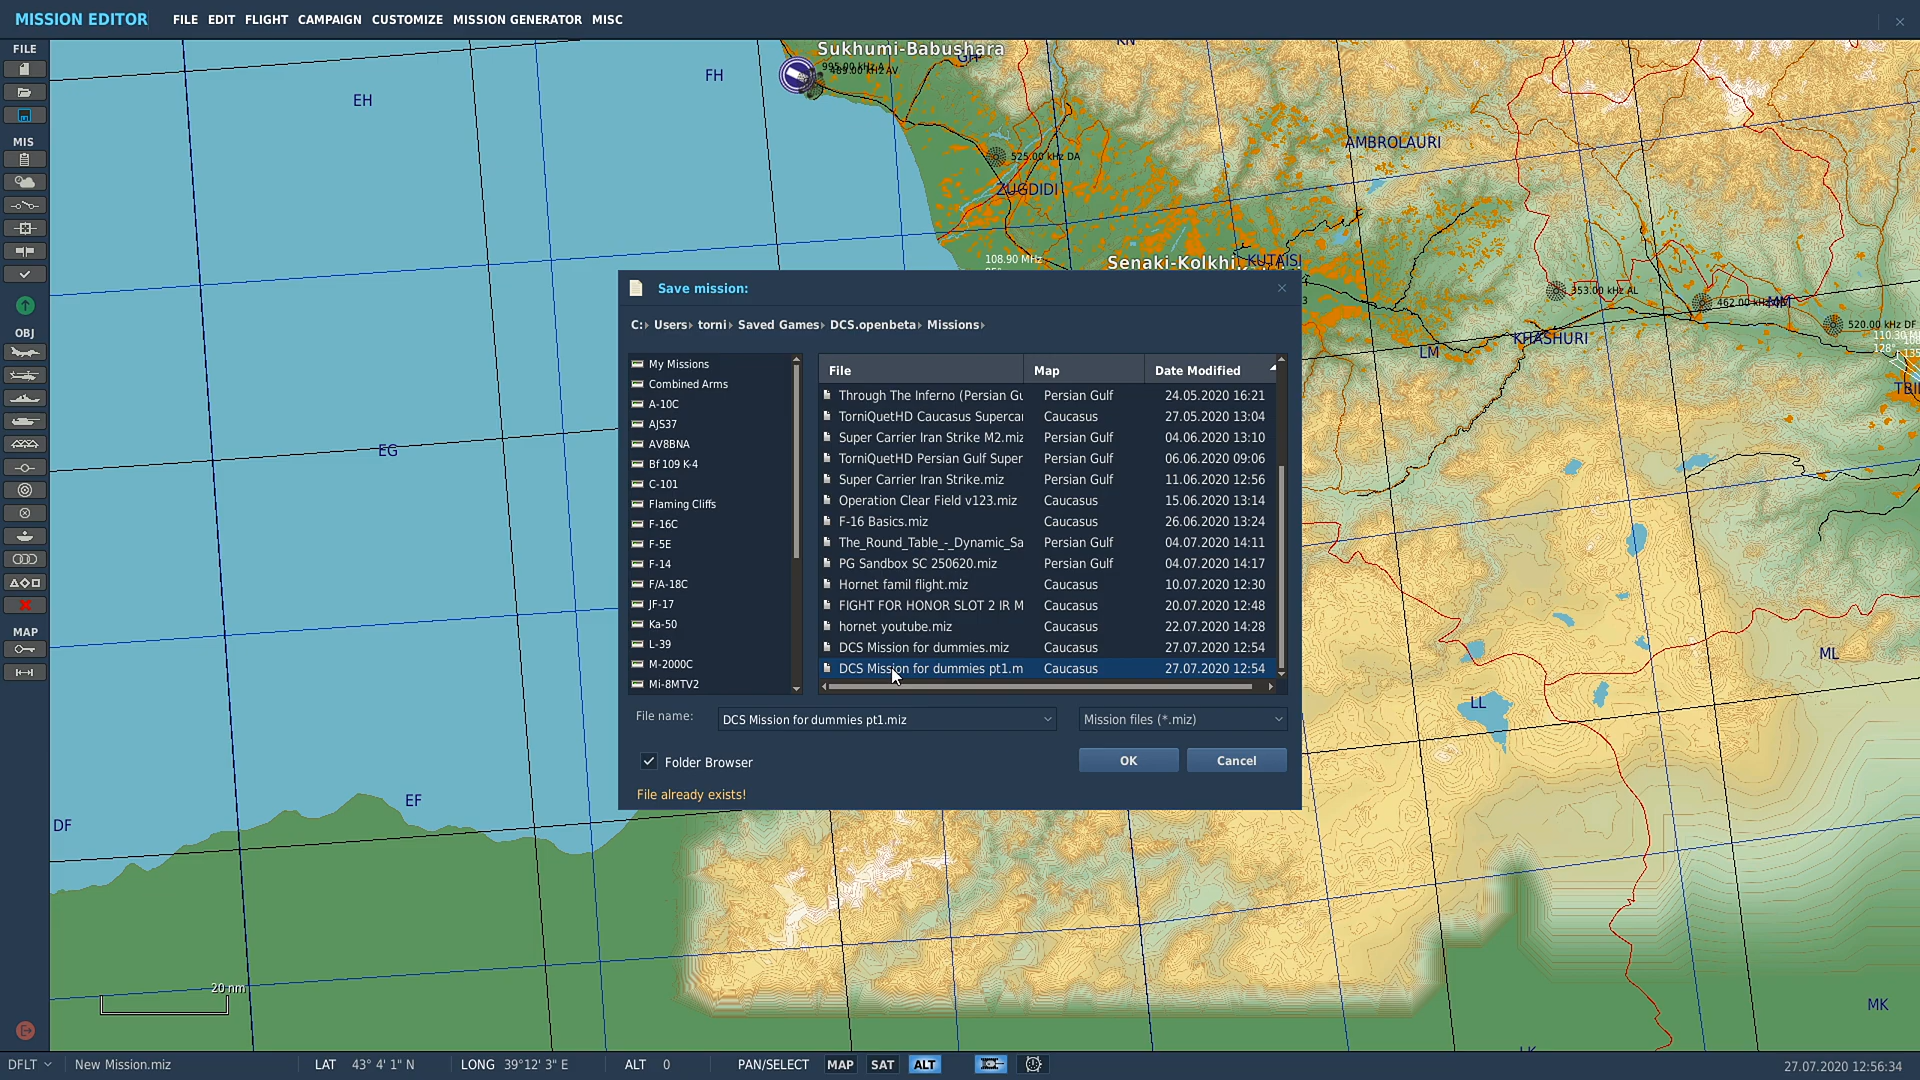 MISSION EDITOR
FILE EDIT FLIGHT CAMPAIGN CUSTOMIZE MISSION GENERATOR MISC
FILE
MIS
OBJ
MAP
Sukhumi-Babushara
995.00 kHz A
489.00 kHz AV
KN
GH
FH
EH
525.00 kHz DA
ZUGDIDI
AMBROLAURI
108.90 MHz
Senaki-Kolkhi
KUTAISI
353.00 kHz AL
462.00 kHz
MM
520.00 kHz DF
KHASHURI
LM
128°
EG
Save mission:
C: Users torni Saved Games DCS.openbeta Missions
My Missions
Combined Arms
A-10C
AJS37
AV8BNA
Bf 109 K-4
C-101
Flaming Cliffs
F-16C
F-5E
F-14
F/A-18C
JF-17
Ka-50
L-39
M-2000C
Mi-8MTV2
File Map Date Modified
Through The Inferno (Persian Gu Persian Gulf 24.05.2020 16:21
TorniQuetHD Caucasus Supercar Caucasus 27.05.2020 13:04
Super Carrier Iran Strike M2.miz Persian Gulf 04.06.2020 13:10
TorniQuetHD Persian Gulf Super Persian Gulf 06.06.2020 09:06
Super Carrier Iran Strike.miz Persian Gulf 11.06.2020 12:56
Operation Clear Field v123.miz Caucasus 15.06.2020 13:14
F-16 Basics.miz Caucasus 26.06.2020 13:24
The_Round_Table_-_Dynamic_Sa Persian Gulf 04.07.2020 14:11
PG Sandbox SC 250620.miz Persian Gulf 04.07.2020 14:17
Hornet famil flight.miz Caucasus 10.07.2020 12:30
FIGHT FOR HONOR SLOT 2 IR M Caucasus 20.07.2020 12:48
hornet youtube.miz Caucasus 22.07.2020 14:28
DCS Mission for dummies.miz Caucasus 27.07.2020 12:54
DCS Mission for dummies pt1.m Caucasus 27.07.2020 12:54
File name: DCS Mission for dummies pt1.miz Mission files (*.miz)
Folder Browser
OK Cancel
File already exists!
ML
LL
EF
DF
20 nm
MK
DFLT New Mission.miz LAT 43° 4' 1" N LONG 39°12' 3" E ALT 0 PAN/SELECT MAP SAT ALT 27.07.2020 12:56:34